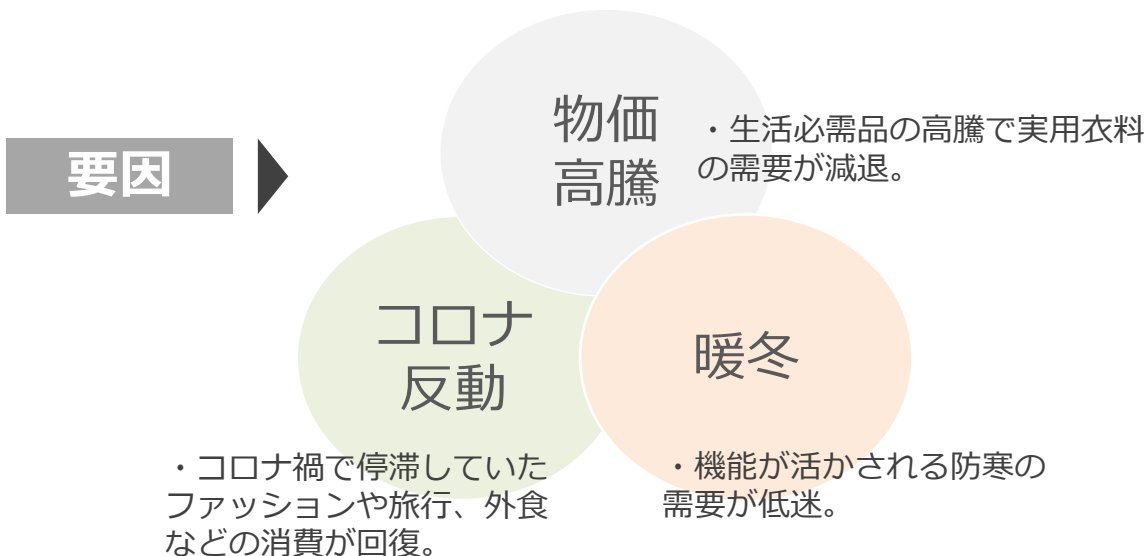 要因
物価
高騰
・生活必需品の高騰で実用衣料
の需要が減退。
コロナ
反動
・コロナ禍で停滞していた
ファッションや旅行、外食
などの消費が回復。
暖冬
・機能が活かされる防寒の
需要が低迷。